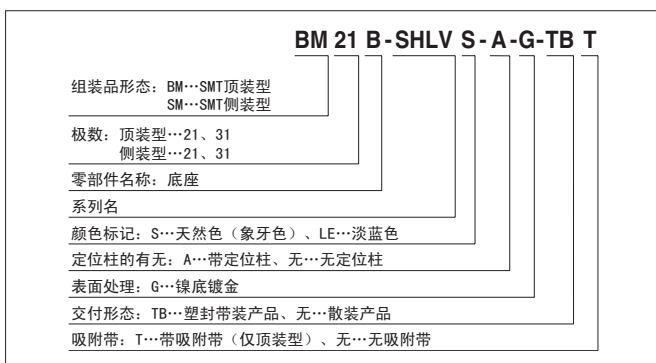 BM 21 B-SHLV S-A-G-TB T
组装品形态：BM…SMT顶装型
SM…SMT侧装型
极数：顶装型…21、31
侧装型…21、31
零部件名称：底座
系列名
颜色标记：S…天然色（象牙色）、LE…淡蓝色
定位柱的有无：A…带定位柱、无…无定位柱
表面处理：G…镍底镀金
交付形态：TB…塑封带装产品、无…散装产品
吸附带：T…带吸附带（仅顶装型）、无…无吸附带